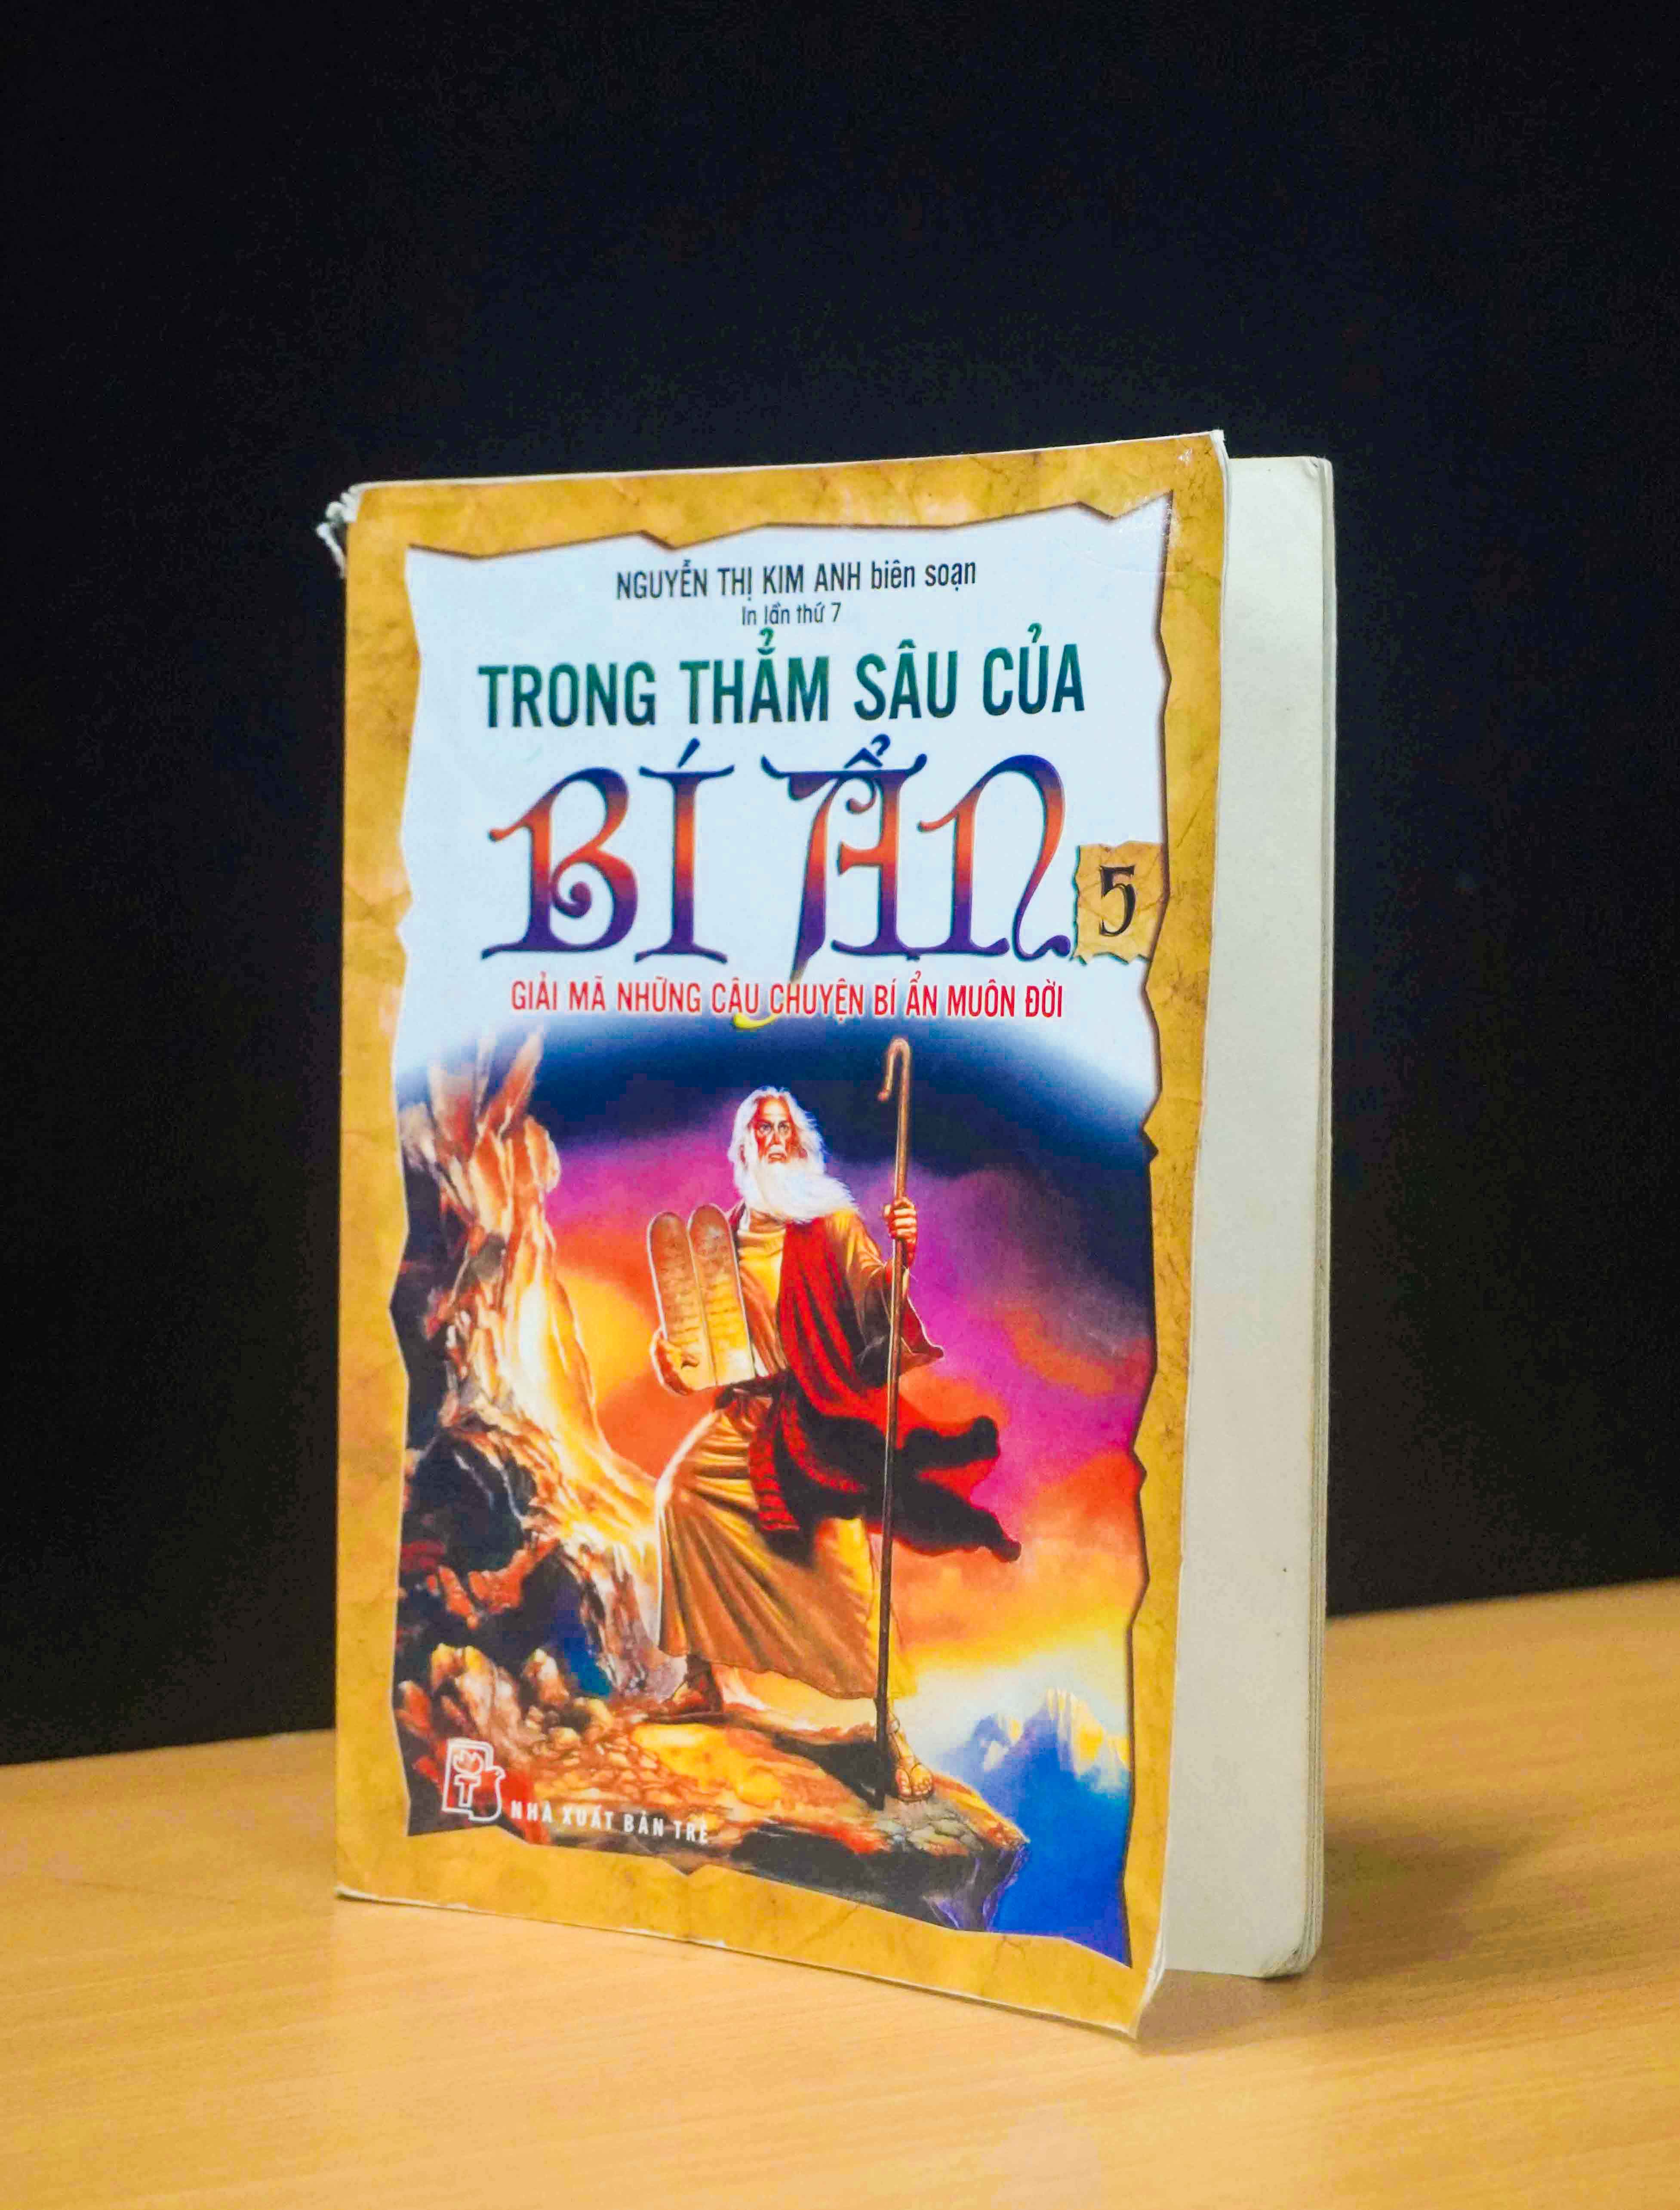 NGUYỄN THỊ KIM ANH biên soạn
In lần thứ 7
TRONG THẲM SÂU CỦA
BÍ ẨN
5
GIẢI MÃ NHỮNG CÂU CHUYỆN BÍ ẨN MUÔN ĐỜI
NHÀ XUẤT BẢN TRẺ